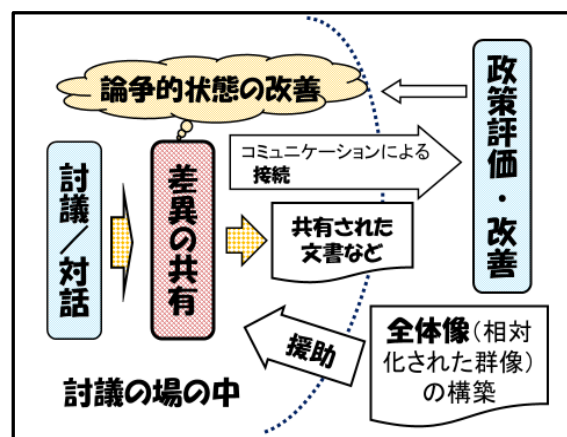 論争的状態の改善
討議／対話
差異の共有
コミュニケーションによる
接続
共有された
文書など
政策評価・改善
援助
全体像（相対
化された群像）
の構築
討議の場の中